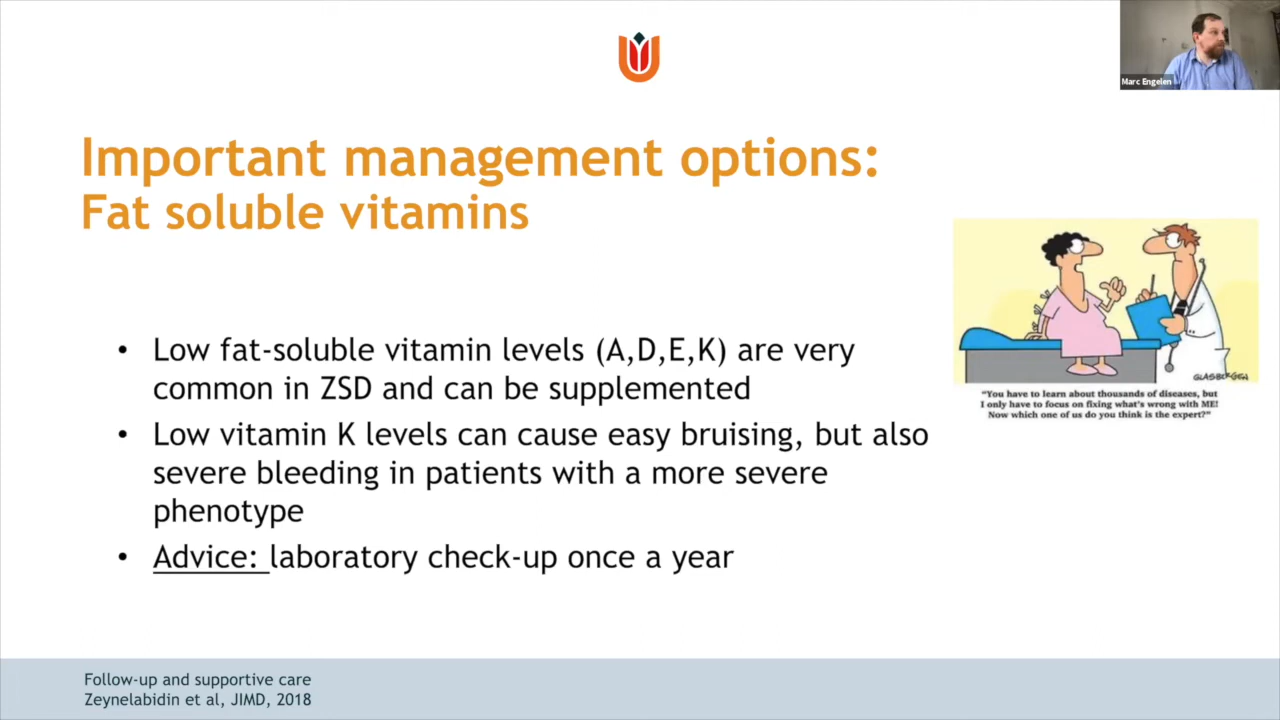 Marc Engelen
Important management options:
Fat soluble vitamins
• Low fat-soluble vitamin levels (A,D,E,K) are very
common in ZSD and can be supplemented
• Low vitamin K levels can cause easy bruising, but also
severe bleeding in patients with a more severe
phenotype
• Advice: laboratory check-up once a year
GLASBERGEN
"You have to learn about thousands of diseases, but
I only have to focus on fixing what's wrong with ME!
Now which one of us do you think is the expert?"
Follow-up and supportive care
Zeynelabidin et al, JIMD, 2018